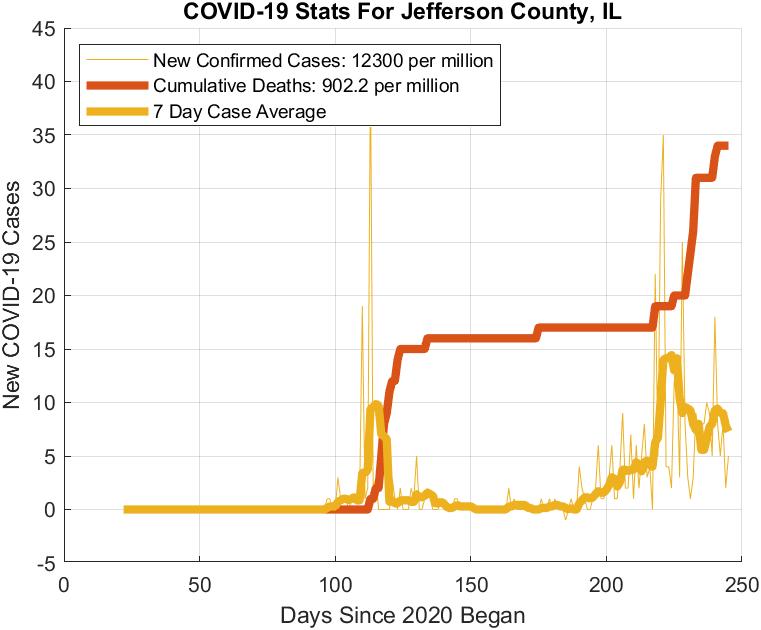 COVID-19 Stats For Jefferson County, IL
45
40
35
30
25
20
15
10
5
0
-5
New COVID-19 Cases
New Confirmed Cases: 12300 per million
Cumulative Deaths: 902.2 per million
7 Day Case Average
0 50 100 150 200 250
Days Since 2020 Began